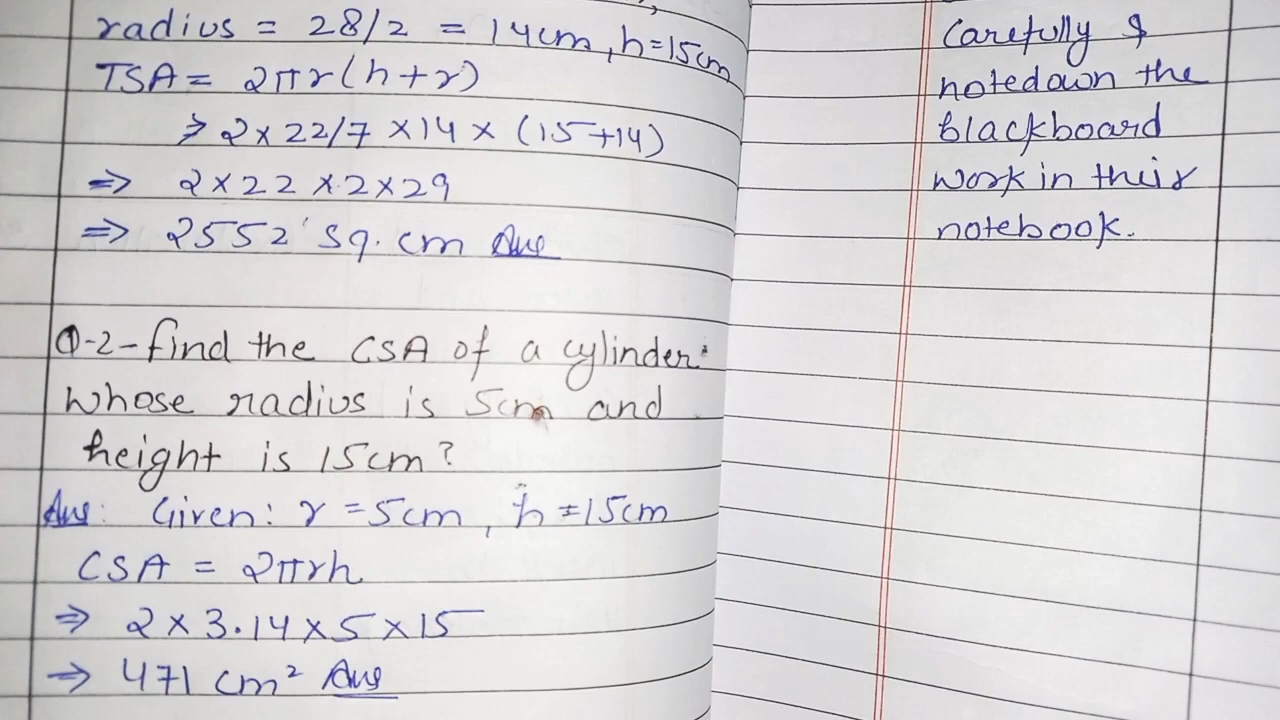 radius = 28/2 = 14cm, h=15cm
TSA = 2πr(h+r)
⇒ 2×22/7 ×14× (15+14)
⇒ 2×22×2×29
⇒ 2552 sq. cm Ans
Q-2- find the CSA of a cylinder
whose radius is 5cm and
height is 15cm?
Ans: Given: r =5cm, h =15cm
CSA = 2πrh
⇒ 2×3.14×5×15
⇒ 471 cm² Ans
Carefully &
notedown the
blackboard
work in their
notebook.